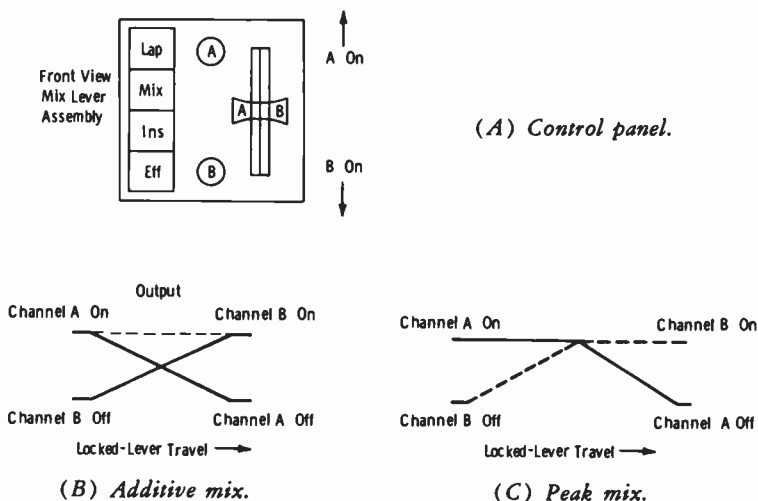 Front View
Mix Lever
Assembly
Lap
Mix
Ins
Eff
A
B
A B
A On
B On
(A) Control panel.
Output
Channel A On
Channel B On
Channel B Off
Channel A Off
Locked-Lever Travel
(B) Additive mix.
Channel A On
Channel B On
Channel B Off
Channel A Off
Locked-Lever Travel
(C) Peak mix.